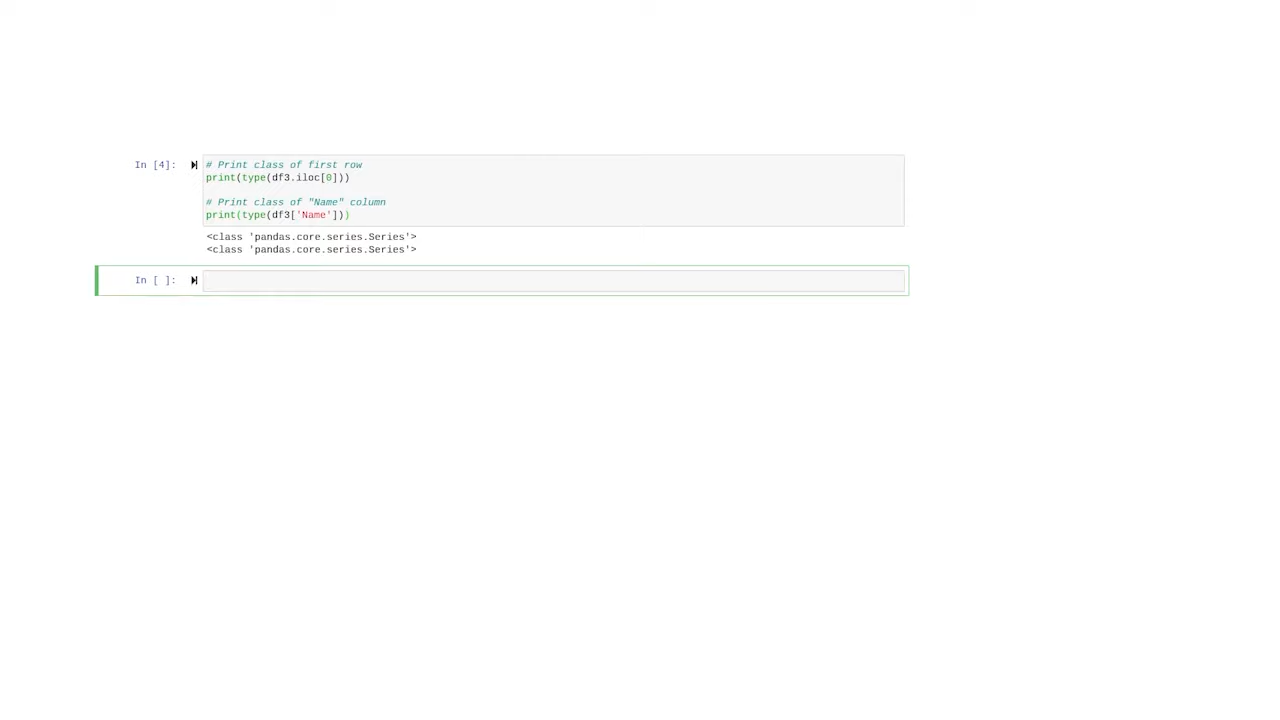 In [4]:
# Print class of first row
print(type(df3.iloc[0]))
# Print class of "Name" column
print(type(df3['Name']))
<class 'pandas.core.series.Series'>
<class 'pandas.core.series.Series'>
In [ ]: